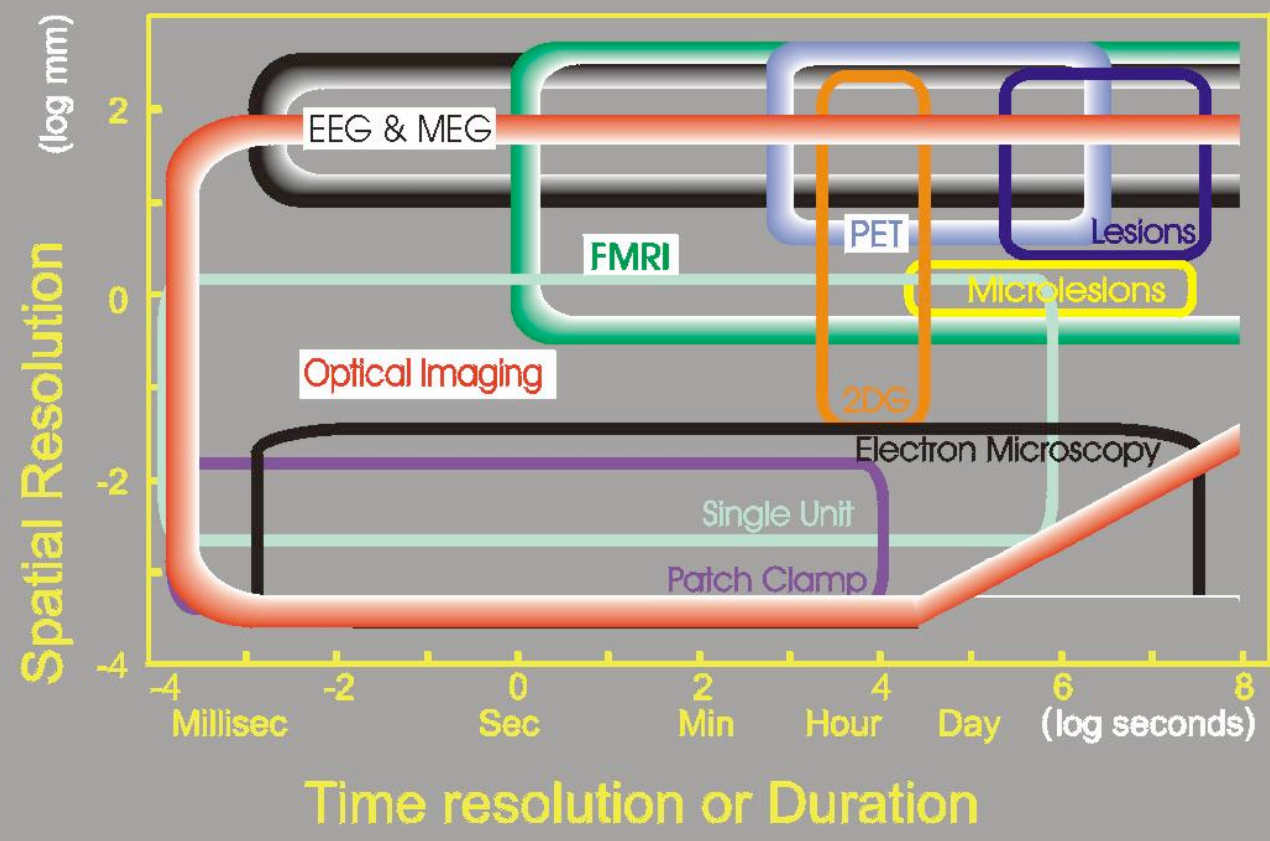 (log mm)
Spatial Resolution
2
0
-2
-4
EEG & MEG
PET
Lesions
FMRI
Microlesions
Optical Imaging
2DG
Electron Microscopy
Single Unit
Patch Clamp
-4 -2 0 2 4 6 8
Millisec Sec Min Hour Day (log seconds)
Time resolution or Duration